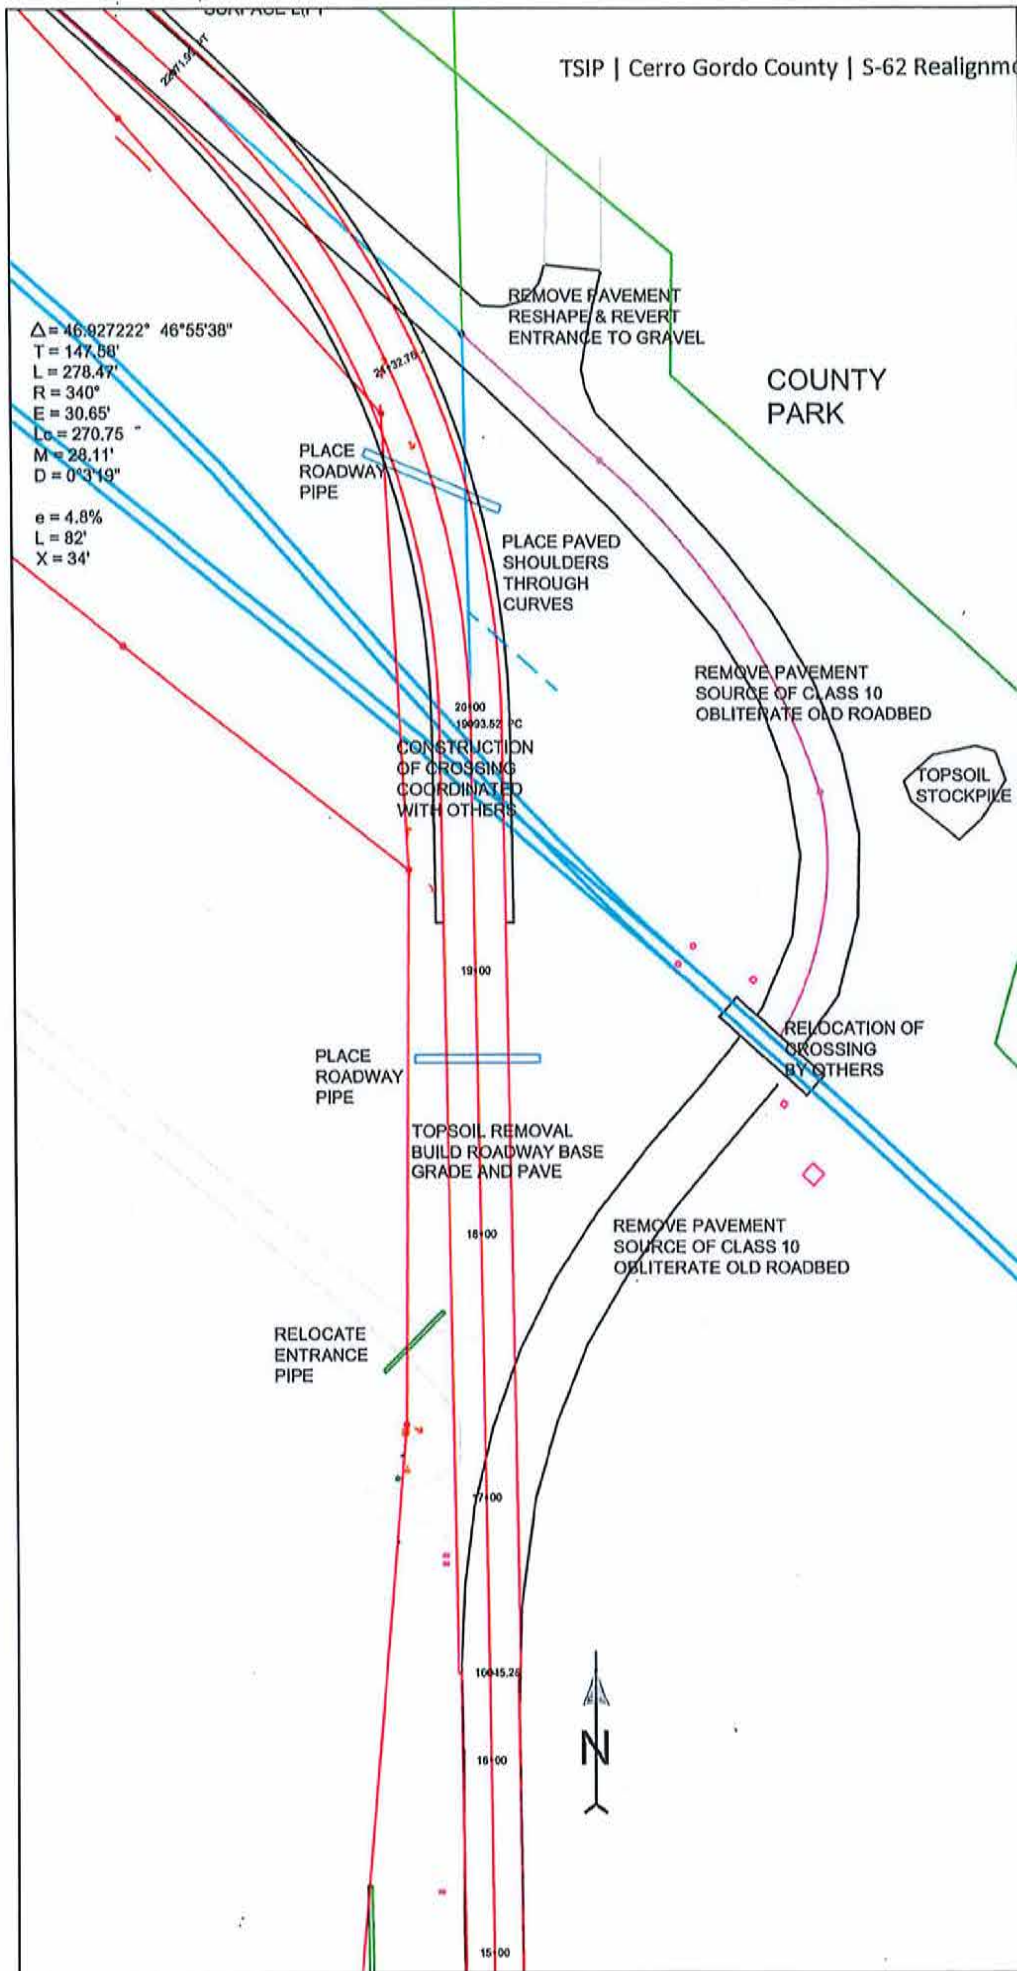 TSIP | Cerro Gordo County | S-62 Realignm
REMOVE PAVEMENT
RESHAPE & REVERT
ENTRANCE TO GRAVEL
Δ = 46.927222° 46°55'38"
T = 147.58'
L = 278.47'
R = 340°
E = 30.65'
Lc = 270.75
M = 28.11'
D = 0°3'19"
e = 4.8%
L = 82'
X = 34'
COUNTY
PARK
PLACE
ROADWAY
PIPE
PLACE PAVED
SHOULDERS
THROUGH
CURVES
REMOVE PAVEMENT
SOURCE OF CLASS 10
OBLITERATE OLD ROADBED
20+00
CONSTRUCTION
OF CROSSING
COORDINATED
WITH OTHERS
TOPSOIL
STOCKPILE
19+00
RELOCATION OF
CROSSING
BY OTHERS
PLACE
ROADWAY
PIPE
TOPSOIL REMOVAL
BUILD ROADWAY BASE
GRADE AND PAVE
18+00
REMOVE PAVEMENT
SOURCE OF CLASS 10
OBLITERATE OLD ROADBED
RELOCATE
ENTRANCE
PIPE
17+00
16+00
N
15+00